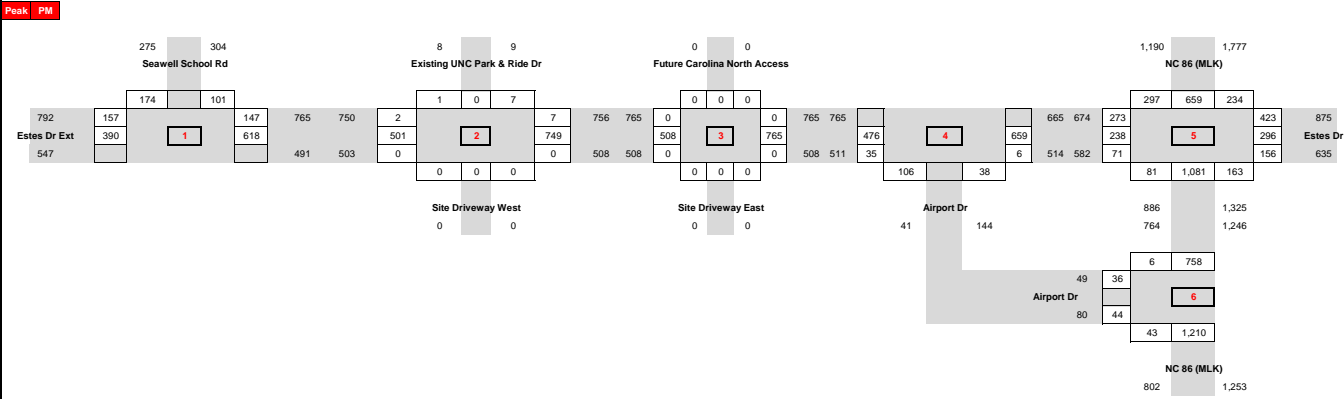 Peak PM
275 304 8 9 0 0 1,190 1,777
Seawell School Rd Existing UNC Park & Ride Dr Future Carolina North Access NC 86 (MLK)
174 101 1 0 7 0 0 0 297 659 234
792 157 147 765 750 2 7 756 765 0 0 765 765 665 674 273 423 875
Estes Dr Ext 390 1 618 501 2 749 508 3 765 476 4 659 238 5 296 Estes Dr
547 491 503 0 0 508 508 0 0 508 511 35 6 514 582 71 156 635
0 0 0 0 0 0 106 38 81 1,081 163
Site Driveway West Site Driveway East Airport Dr 886 1,325
0 0 0 0 41 144 764 1,246
6 758
49 36
Airport Dr 6
80 44
43 1,210
NC 86 (MLK)
802 1,253